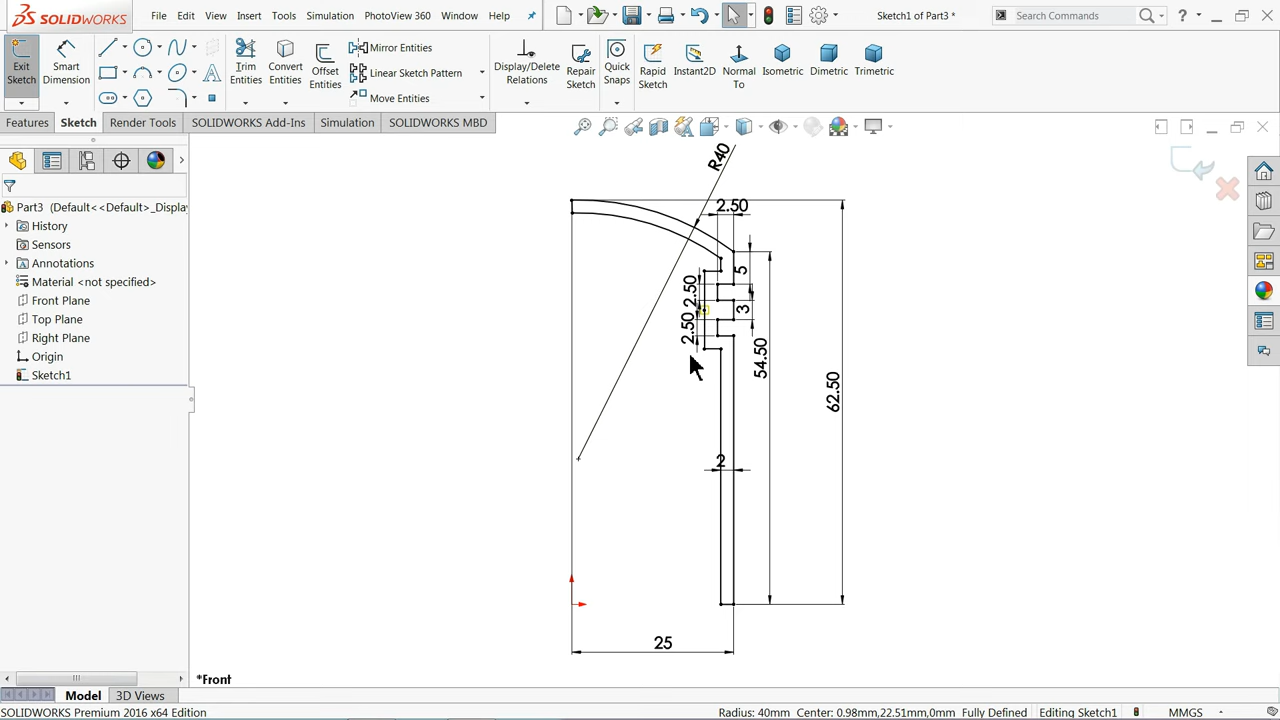 SOLIDWORKS
File Edit View Insert Tools Simulation PhotoView 360 Window Help
Sketch1 of Part3 *
Search Commands
Exit Sketch
Smart Dimension
Trim Entities
Convert Entities
Offset Entities
Mirror Entities
Linear Sketch Pattern
Move Entities
Display/Delete Relations
Repair Sketch
Quick Snaps
Rapid Sketch
Instant2D
Normal To
Isometric
Dimetric
Trimetric
Features Sketch Render Tools SOLIDWORKS Add-Ins Simulation SOLIDWORKS MBD
Part3 (Default<<Default>_Display
History
Sensors
Annotations
Material <not specified>
Front Plane
Top Plane
Right Plane
Origin
Sketch1
R40
2.50
5
2.50
3
2.50
54.50
62.50
2
25
*Front
Model 3D Views
SOLIDWORKS Premium 2016 x64 Edition
Radius: 40mm Center: 0.98mm,22.51mm,0mm Fully Defined Editing Sketch1 MMGS